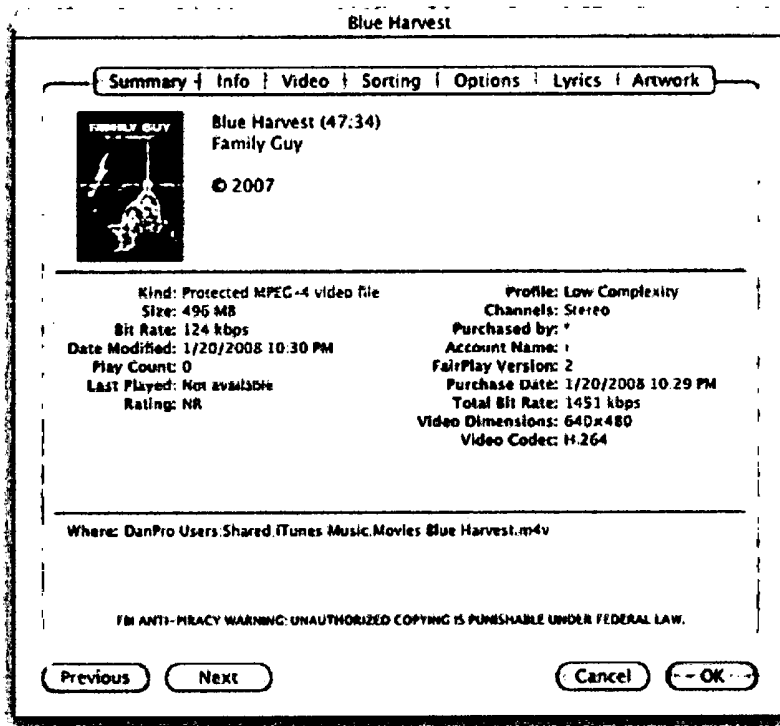 Blue Harvest
Summary Info Video Sorting Options Lyrics Artwork
FAMILY GUY
Blue Harvest (47:34)
Family Guy
© 2007
Kind: Protected MPEG-4 video file
Size: 496 MB
Bit Rate: 124 kbps
Date Modified: 1/20/2008 10:30 PM
Play Count: 0
Last Played: Not available
Rating: NR
Profile: Low Complexity
Channels: Stereo
Purchased by:
Account Name:
FairPlay Version: 2
Purchase Date: 1/20/2008 10:29 PM
Total Bit Rate: 1451 kbps
Video Dimensions: 640x480
Video Codec: H.264
Where: DanPro Users:Shared:iTunes Music:Movies Blue Harvest.m4v
FBI ANTI-PIRACY WARNING: UNAUTHORIZED COPYING IS PUNISHABLE UNDER FEDERAL LAW.
Previous Next Cancel OK